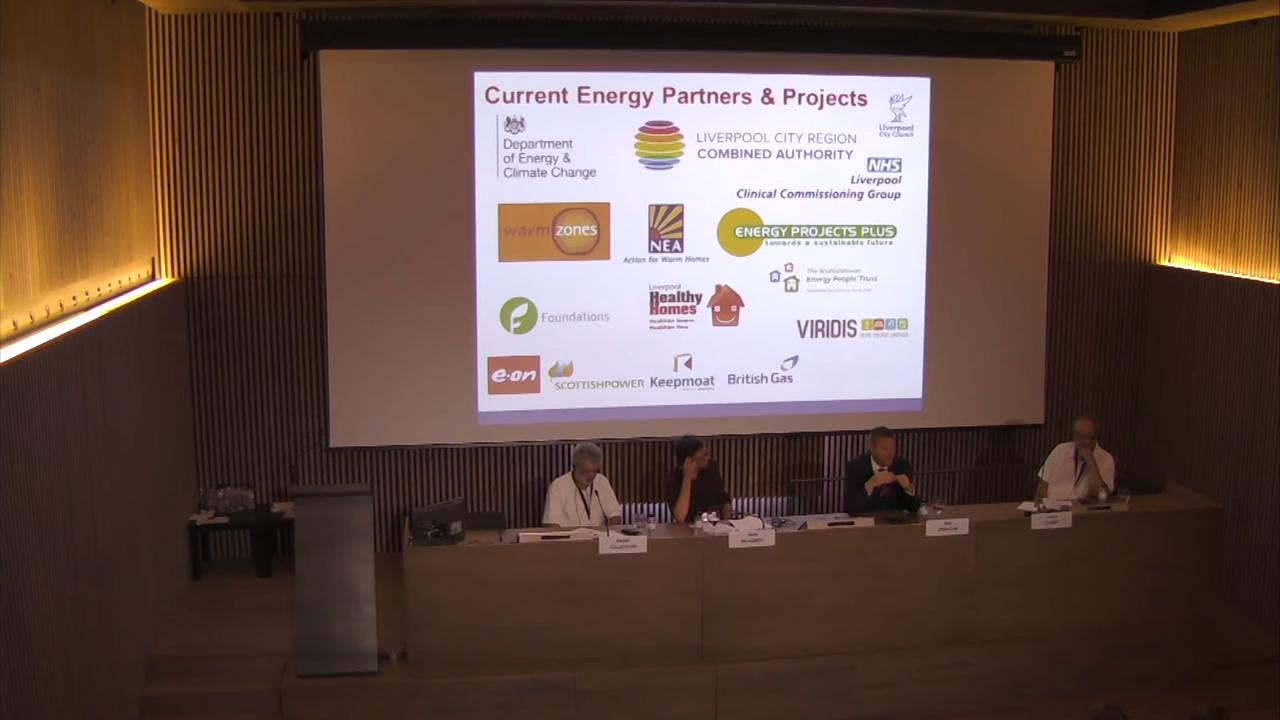 Current Energy Partners & Projects
Liverpool
City Council
Department
of Energy &
Climate Change
LIVERPOOL CITY REGION
COMBINED AUTHORITY
NHS
Liverpool
Clinical Commissioning Group
warm zones
NEA
Action for Warm Homes
ENERGY PROJECTS PLUS
towards a sustainable future
The ScottishPower
Energy People Trust
Foundations
Liverpool
Healthy
Homes
VIRIDIS
e·on
SCOTTISHPOWER
Keepmoat
British Gas